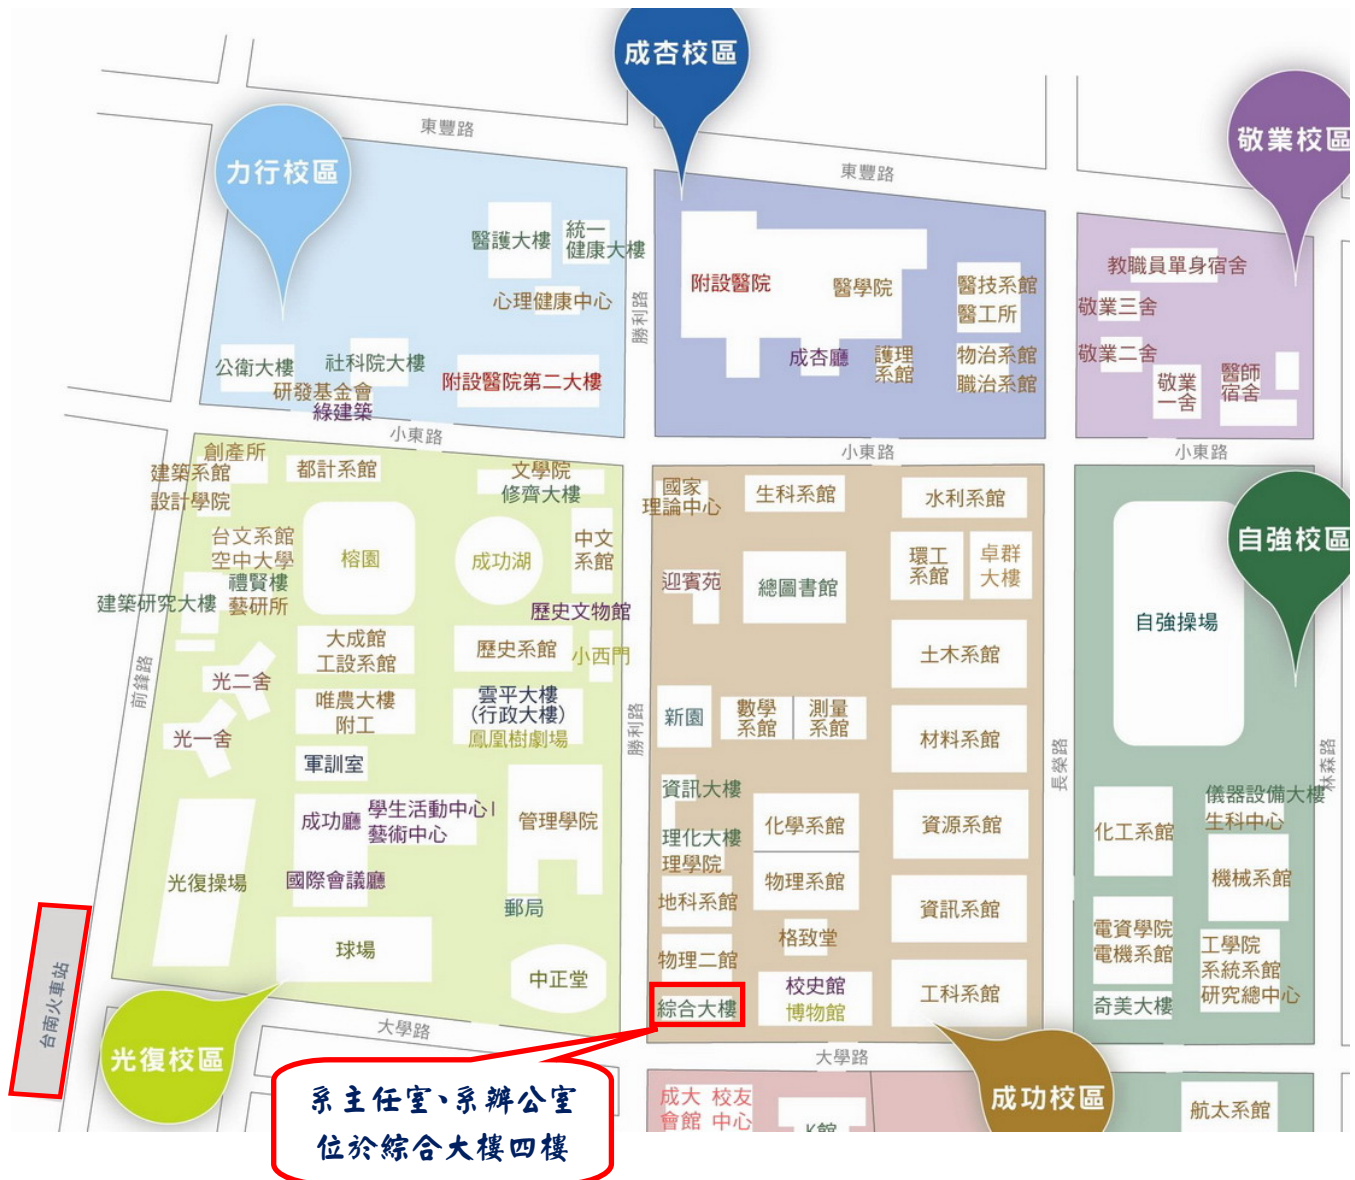 成杏校區
敬業校區
力行校區
東豐路
東豐路
醫護大樓
統一
健康大樓
心理健康中心
公衛大樓
社科院大樓
研發基金會
綠建築
附設醫院第二大樓
勝利路
附設醫院
醫學院
醫技系館
醫工所
成杏廳
護理
系館
物治系館
職治系館
教職員單身宿舍
敬業三舍
敬業二舍
敬業
一舍
醫師
宿舍
小東路
小東路
小東路
創產所
建築系館
設計學院
都計系館
文學院
修齊大樓
台文系館
空中大學
禮賢樓
藝研所
建築研究大樓
榕園
成功湖
中文
系館
歷史文物館
大成館
工設系館
歷史系館
小西門
光二舍
光一舍
前鋒路
唯農大樓
附工
雲平大樓
(行政大樓)
鳳凰樹劇場
軍訓室
成功廳
學生活動中心I
藝術中心
管理學院
國際會議廳
光復操場
郵局
球場
中正堂
勝利路
國家
理論中心
生科系館
水利系館
迎賓苑
總圖書館
環工
系館
卓群
大樓
土木系館
新園
數學
系館
測量
系館
材料系館
資訊大樓
理化大樓
理學院
化學系館
資源系館
地科系館
物理系館
資訊系館
物理二館
格致堂
綜合大樓
校史館
博物館
工科系館
長榮路
自強校區
自強操場
林森路
儀器設備大樓
生科中心
化工系館
機械系館
電資學院
電機系館
工學院
系統系館
研究總中心
奇美大樓
台南火車站
光復校區
大學路
大學路
成功校區
系主任室、系辦公室
位於綜合大樓四樓
成大
會館
校友
中心
K館
航太系館